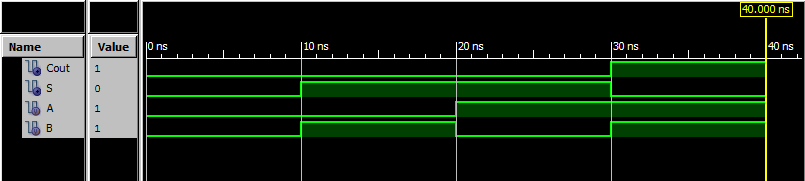 40.000 ns
Name Value 0 ns 10 ns 20 ns 30 ns 40 ns
Cout 1
S 0
A 1
B 1